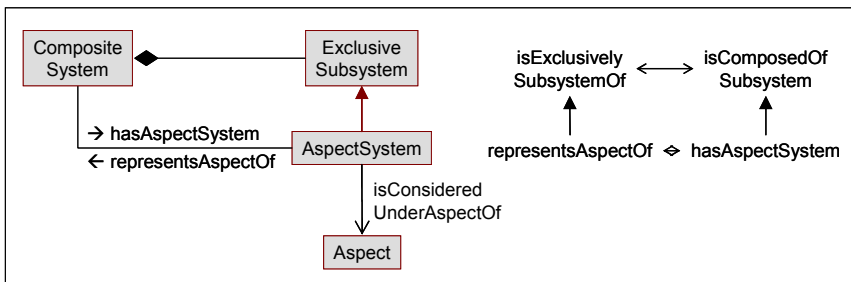 Composite
System
Exclusive
Subsystem
isExclusively
SubsystemOf
isComposedOf
Subsystem
→ hasAspectSystem
← representsAspectOf
AspectSystem
representsAspectOf
hasAspectSystem
isConsidered
UnderAspectOf
Aspect